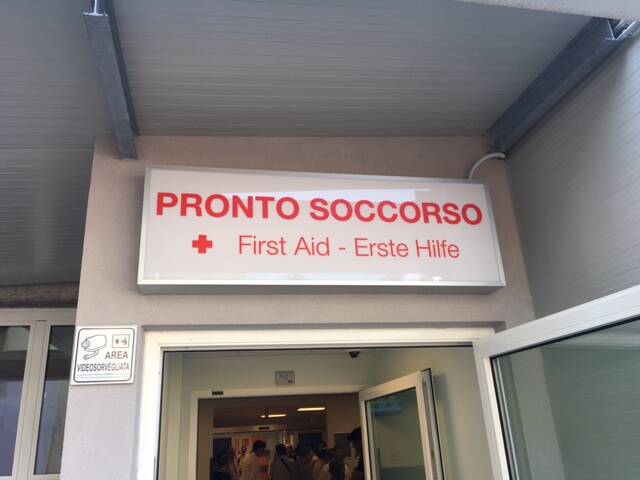 PRONTO SOCCORSO
First Aid - Erste Hilfe
AREA
VIDEOSORVEGLIATA